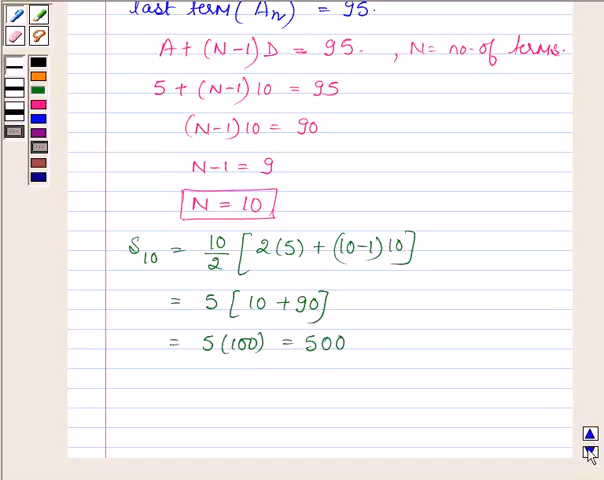 last term (An) = 95.
A + (N-1)D = 95. , N= no. of terms.
5 + (N-1)10 = 95
(N-1)10 = 90
N-1 = 9
N = 10
S10 = 10/2 [2(5) + (10-1)10]
= 5 [10 + 90]
= 5(100) = 500